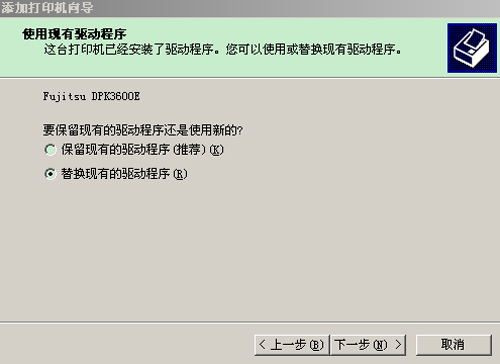 添加打印机向导
使用现有驱动程序
这台打印机已经安装了驱动程序。您可以使用或替换现有驱动程序。
Fujitsu DPK3600E
要保留现有的驱动程序还是使用新的?
保留现有的驱动程序(推荐)(K)
替换现有的驱动程序(R)
< 上一步(B) 下一步(N) > 取消